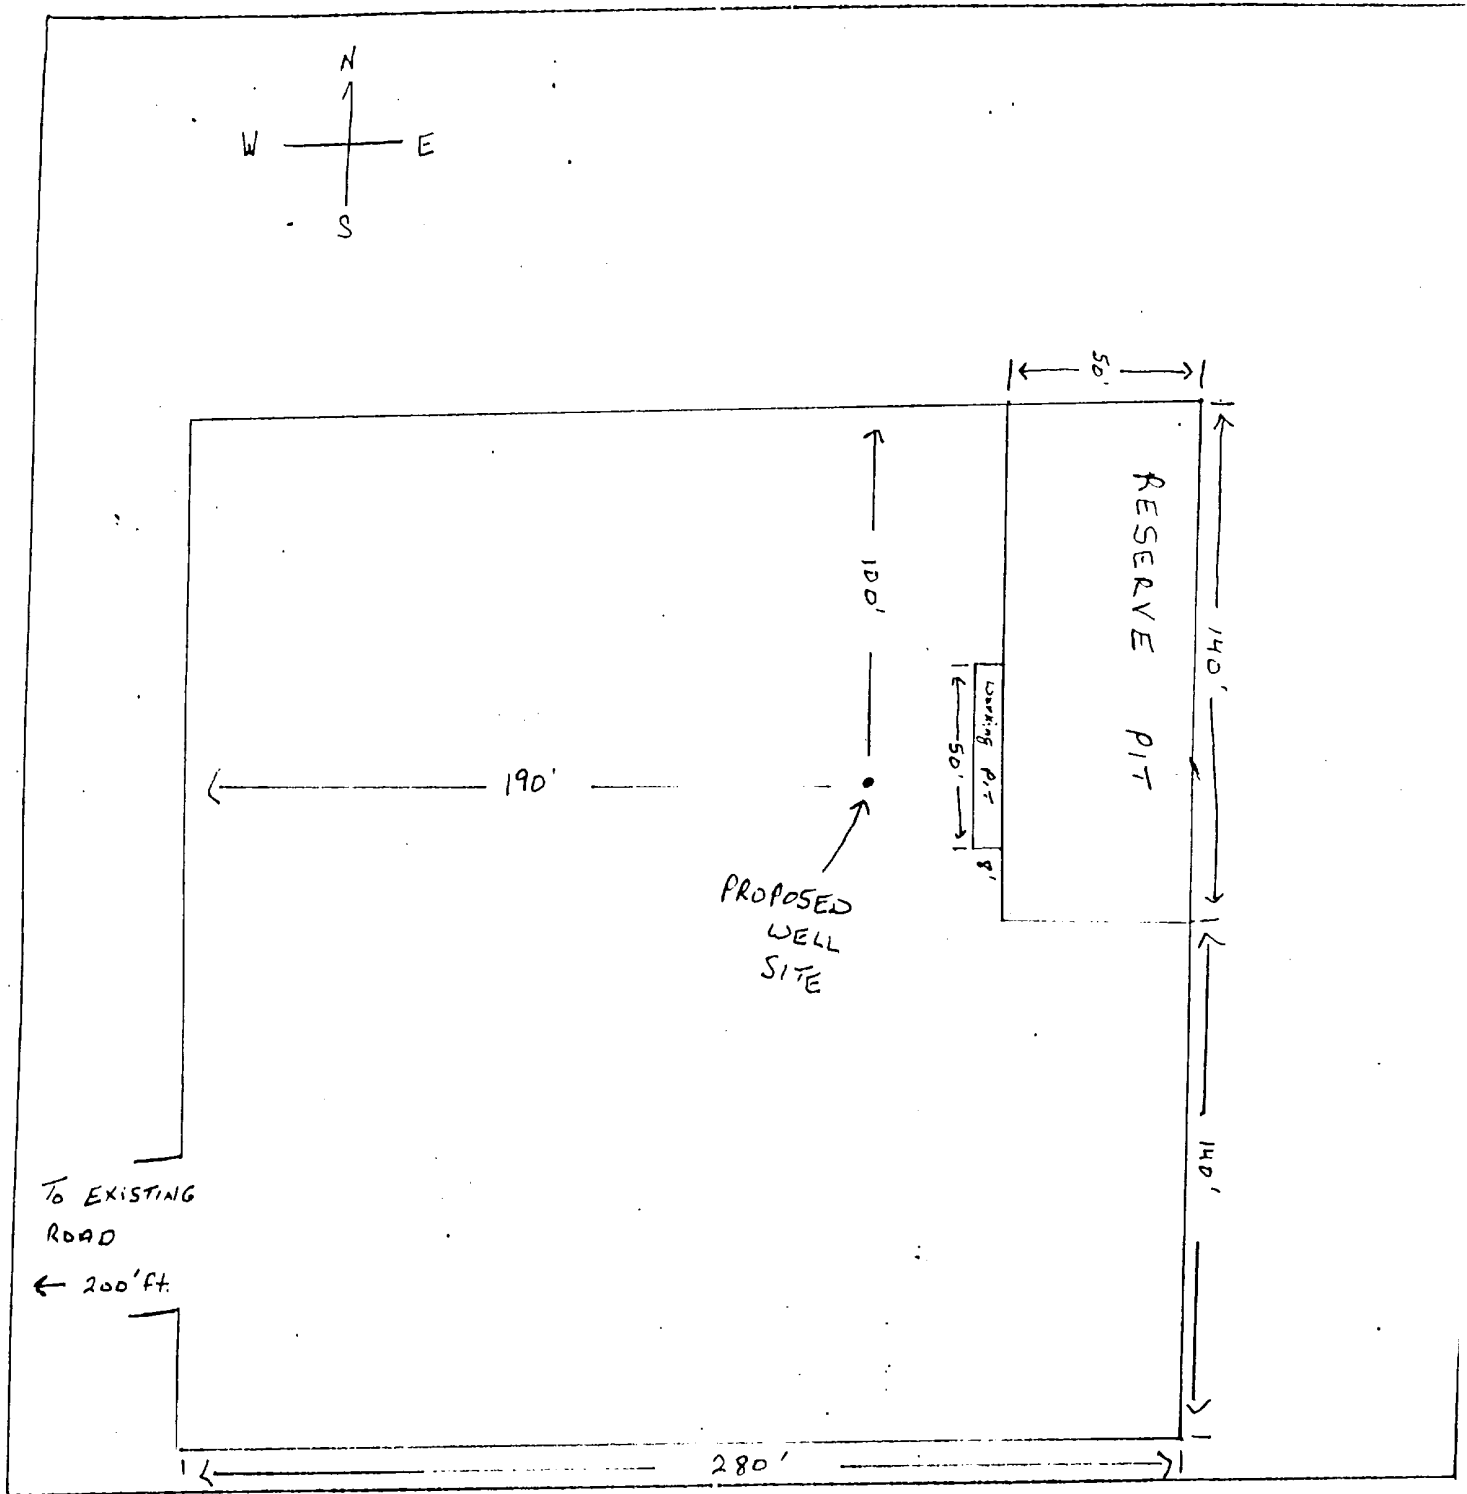 N
W E
S
50'
RESERVE PIT
140'
100'
Working Pit
50'
8'
190'
PROPOSED
WELL
SITE
140'
To EXISTING
ROAD
← 200'ft.
280'